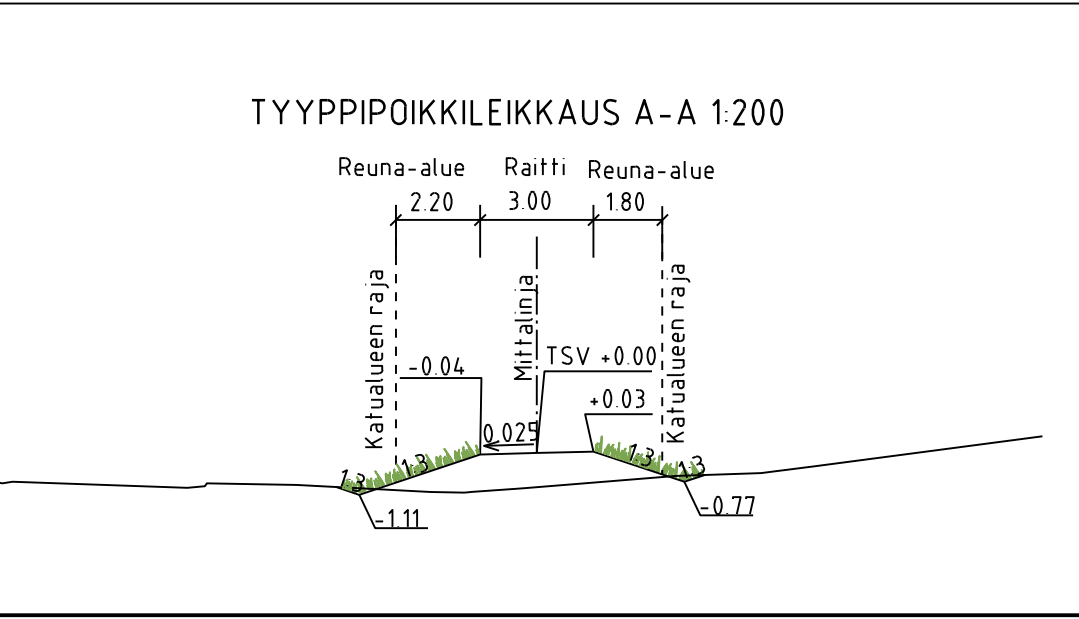 TYYPPIPOIKKILEIKKAUS A-A 1:200
Reuna-alue Raitti Reuna-alue
2.20 3.00 1.80
Katualueen raja
Mittalinja
Katualueen raja
-0.04
TSV +0.00
+0.03
0.025
1:3 1:3 1:3 1:3
-1.11
-0.77